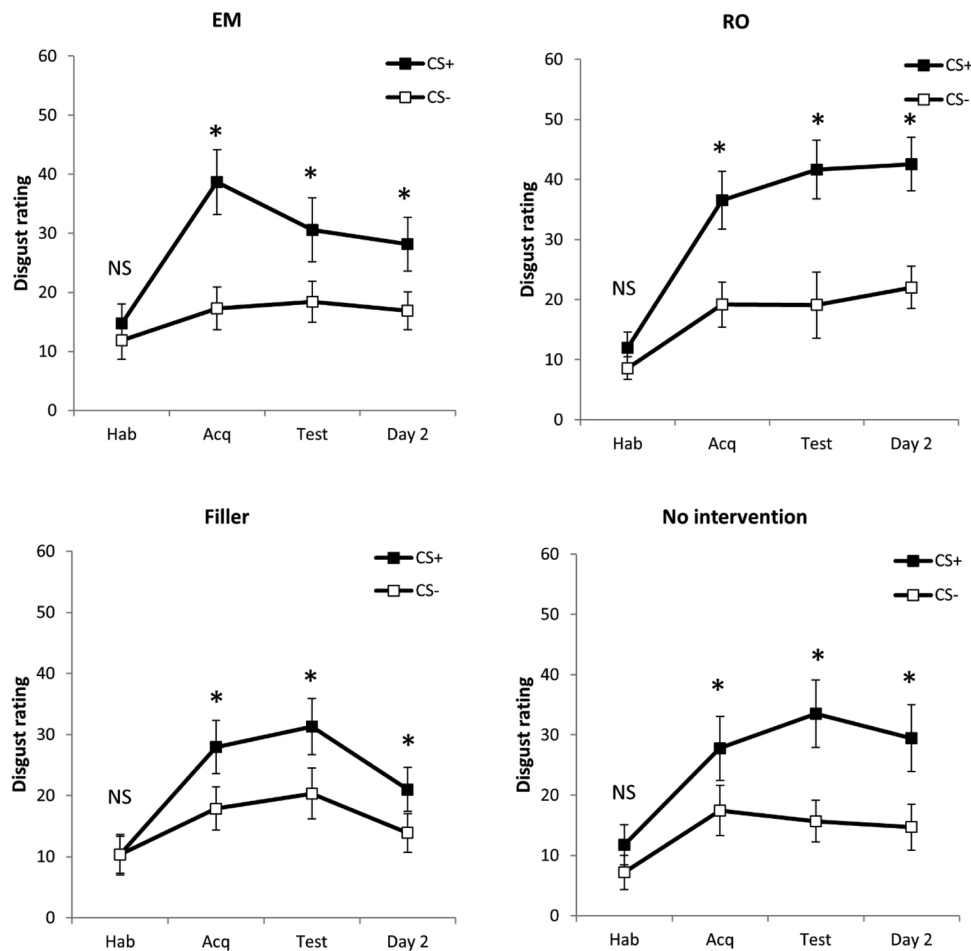 EM
60
50
40
30
20
10
0
Disgust rating
CS+
CS-
NS
*
*
*
Hab Acq Test Day 2
RO
60
50
40
30
20
10
0
Disgust rating
CS+
CS-
NS
*
*
*
Hab Acq Test Day 2
Filler
60
50
40
30
20
10
0
Disgust rating
CS+
CS-
NS
*
*
*
Hab Acq Test Day 2
No intervention
60
50
40
30
20
10
0
Disgust rating
CS+
CS-
NS
*
*
*
Hab Acq Test Day 2